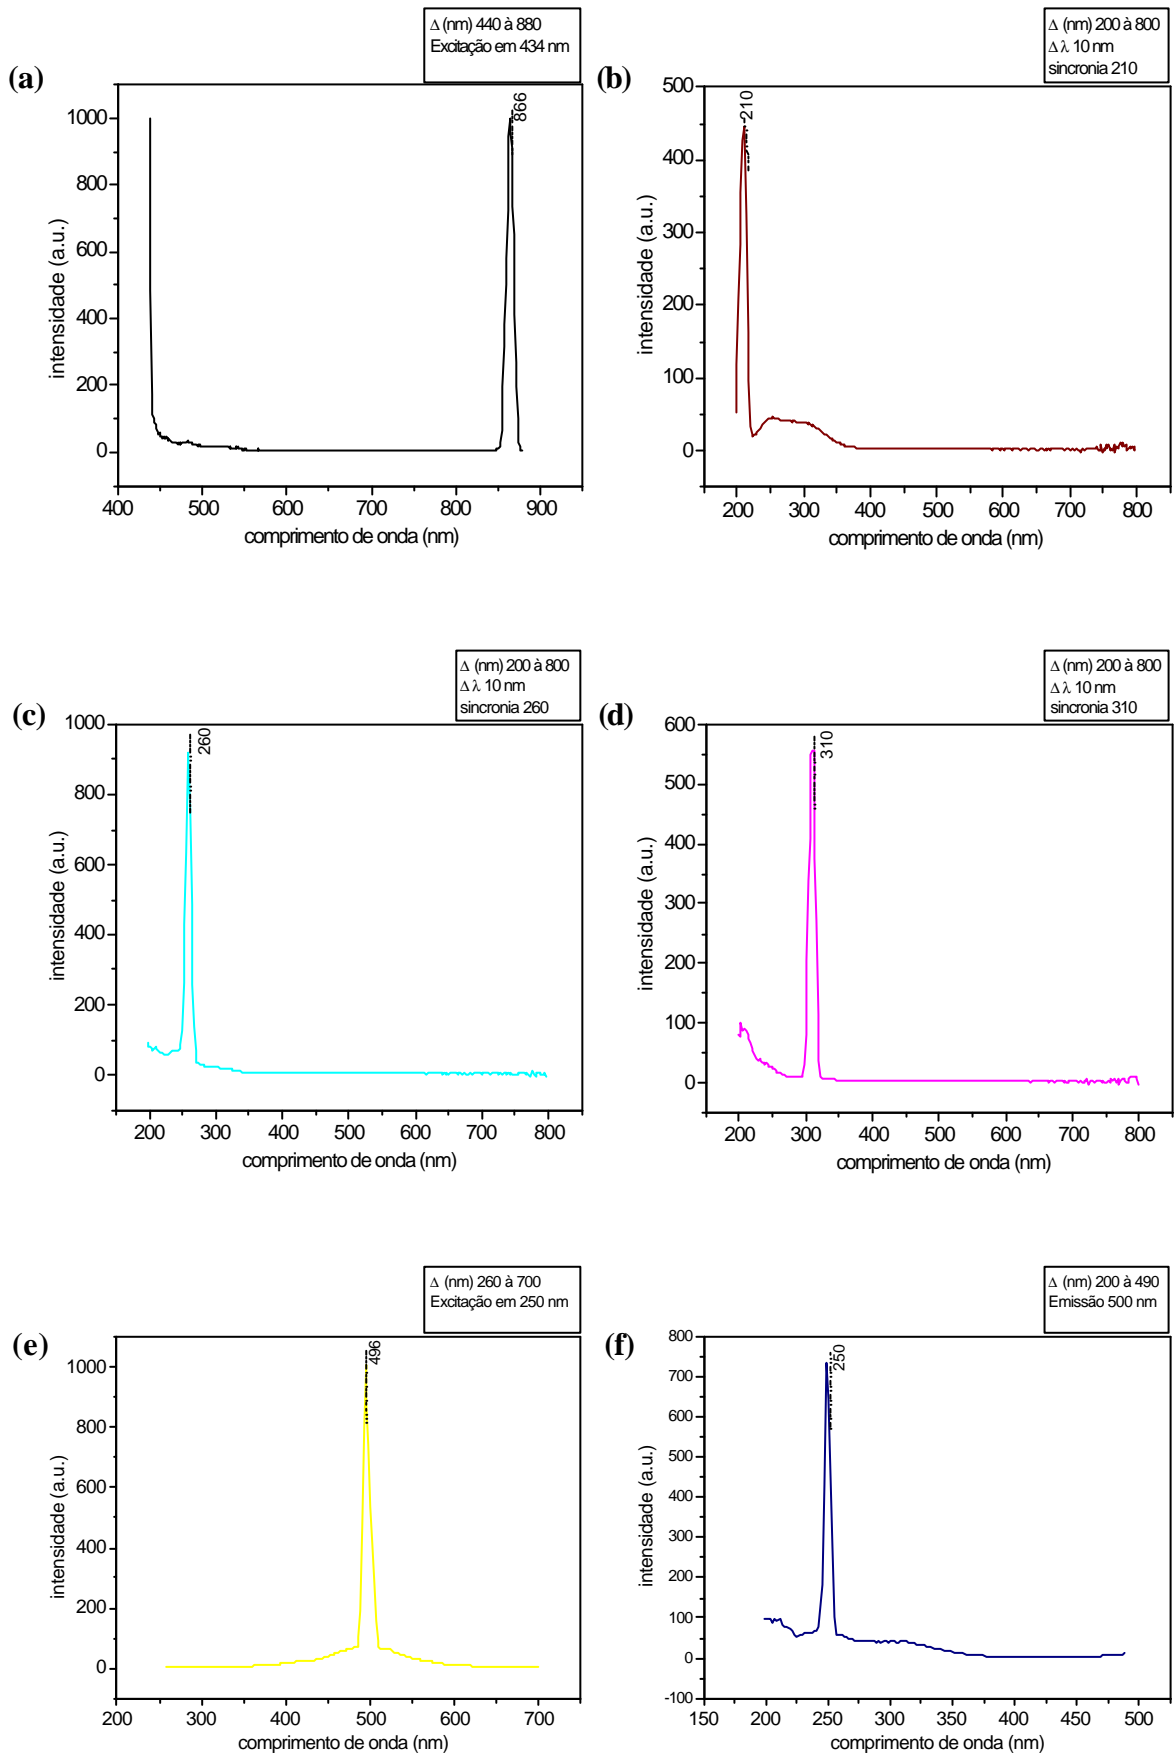 ∆ (nm) 440 à 880
Excitação em 434 nm
(a)
866
1000
800
600
400
200
0
intensidade (a.u.)
400 500 600 700 800 900
comprimento de onda (nm)
∆ (nm) 200 à 800
∆ λ 10 nm
sincronia 210
(b)
210
500
400
300
200
100
0
intensidade (a.u.)
200 300 400 500 600 700 800
comprimento de onda (nm)
∆ (nm) 200 à 800
∆ λ 10 nm
sincronia 260
(c)
260
1000
800
600
400
200
0
intensidade (a.u.)
200 300 400 500 600 700 800
comprimento de onda (nm)
∆ (nm) 200 à 800
∆ λ 10 nm
sincronia 310
(d)
310
600
500
400
300
200
100
0
intensidade (a.u.)
200 300 400 500 600 700 800
comprimento de onda (nm)
∆ (nm) 260 à 700
Excitação em 250 nm
(e)
496
1000
800
600
400
200
0
intensidade (a.u.)
200 300 400 500 600 700
comprimento de onda (nm)
∆ (nm) 200 à 490
Emissão 500 nm
(f)
250
800
700
600
500
400
300
200
100
0
-100
intensidade (a.u.)
150 200 250 300 350 400 450 500
comprimento de onda (nm)